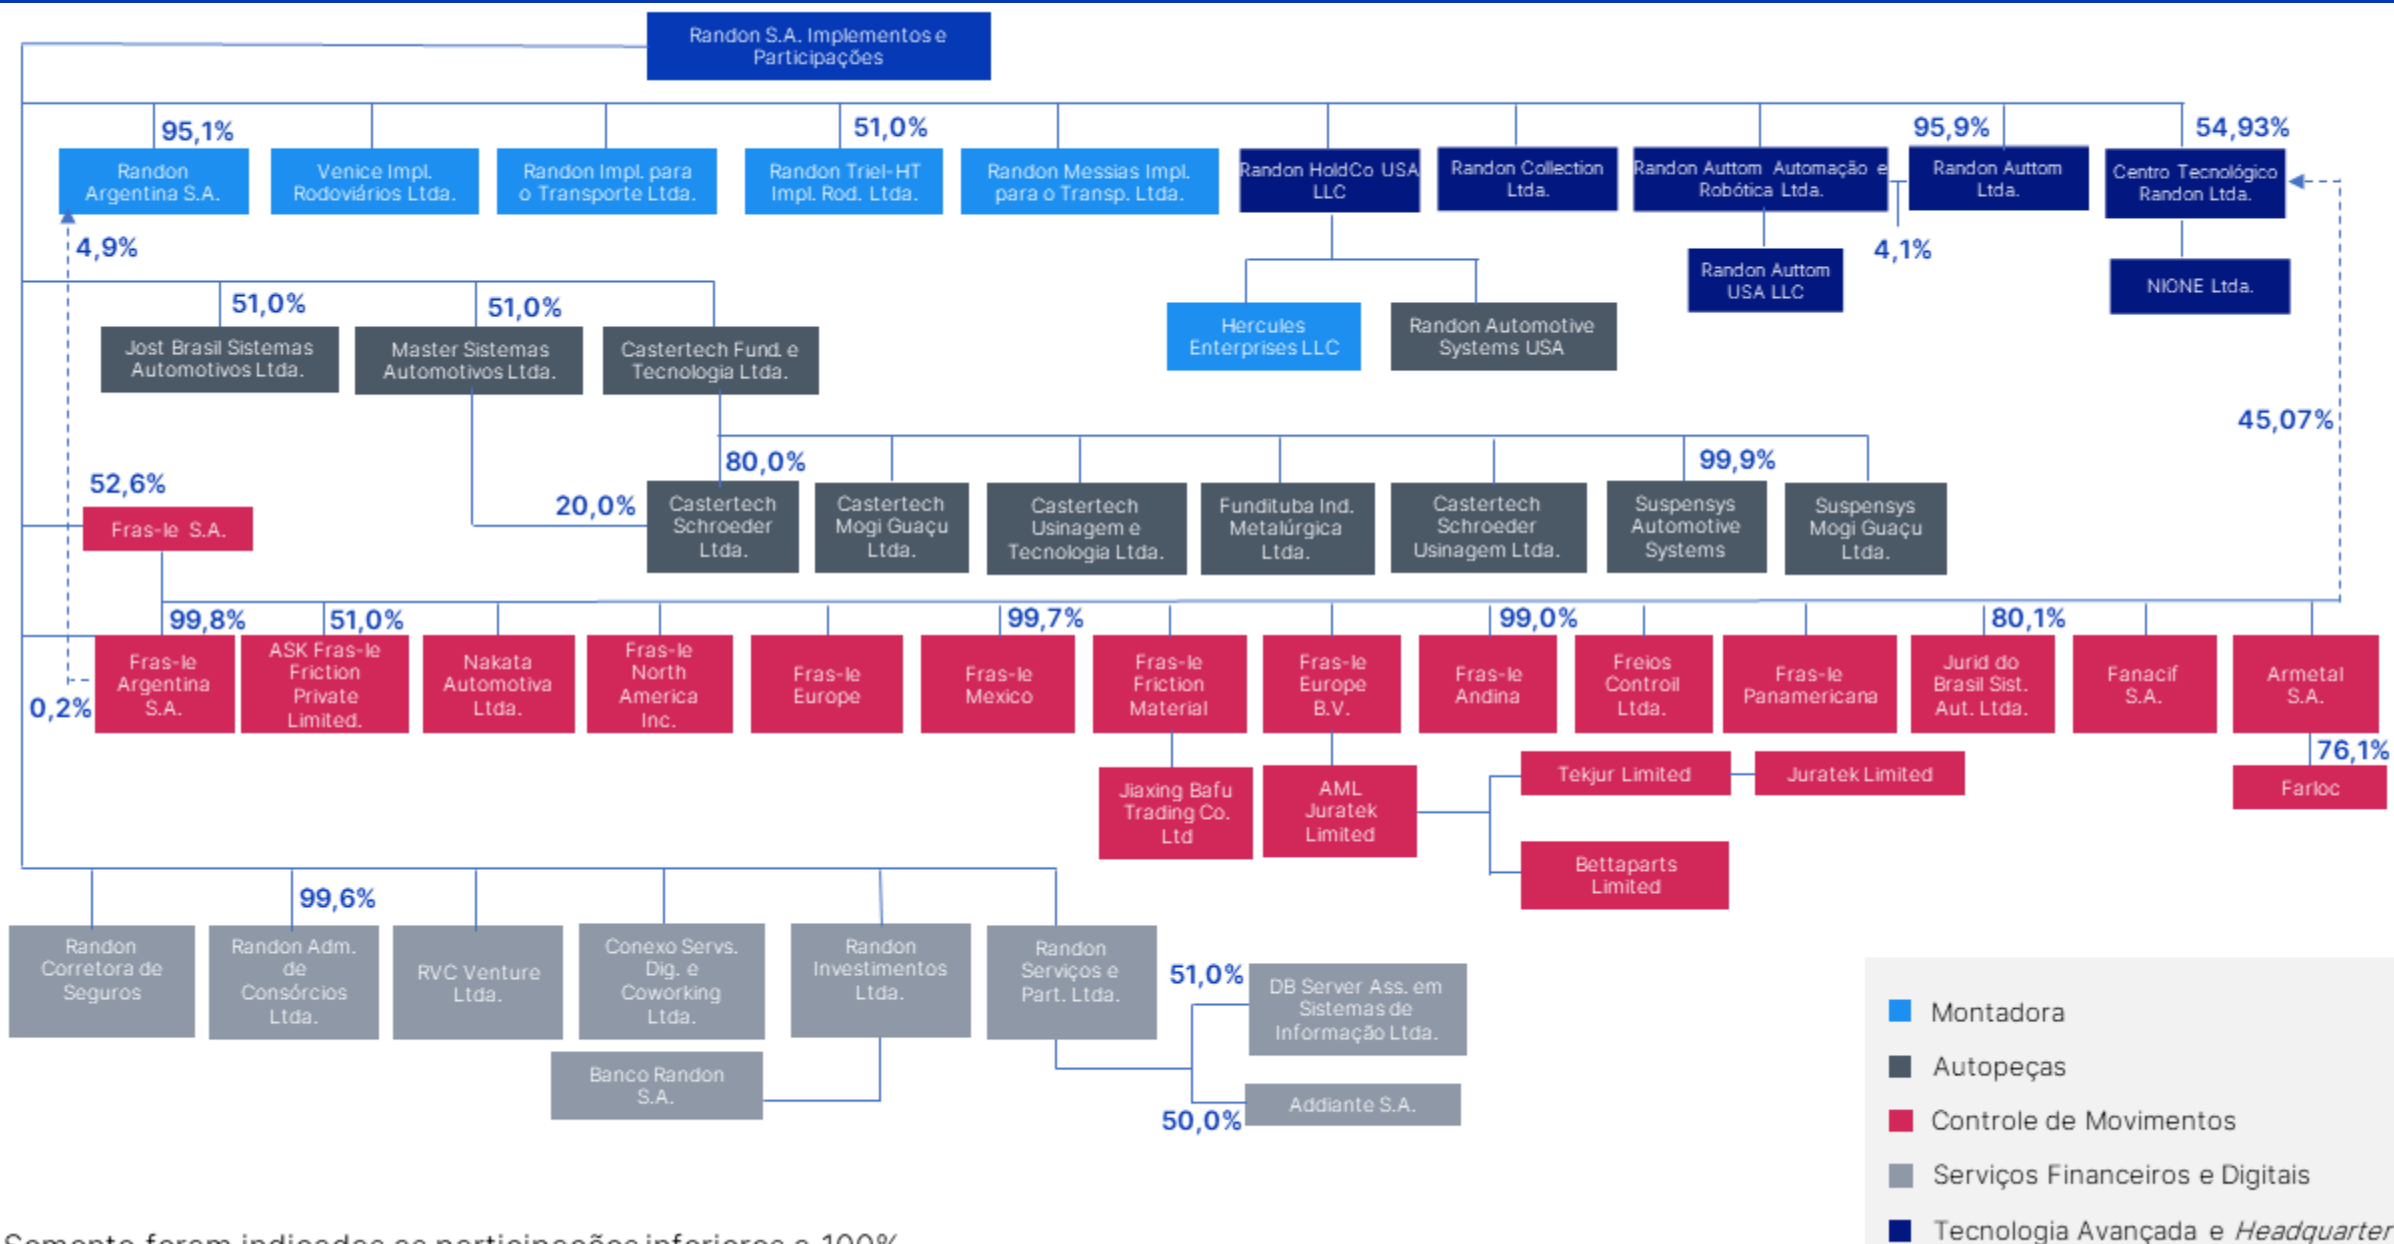 Randon S.A. Implementos e
Participações
95,1%
51,0%
95,9%
54,93%
Randon
Argentina S.A.
Venice Impl.
Rodoviários Ltda.
Randon Impl. para
o Transporte Ltda.
Randon Triel-HT
Impl. Rod. Ltda.
Randon Messias Impl.
para o Transp. Ltda.
Randon HoldCo USA
LLC
Randon Collection
Ltda.
Randon Auttom Automação e
Robótica Ltda.
Randon Auttom
Ltda.
Centro Tecnológico
Randon Ltda.
4,9%
4,1%
Randon Auttom
USA LLC
NIONE Ltda.
Hercules
Enterprises LLC
Randon Automotive
Systems USA
51,0%
51,0%
Jost Brasil Sistemas
Automotivos Ltda.
Master Sistemas
Automotivos Ltda.
Castertech Fund. e
Tecnologia Ltda.
45,07%
80,0%
99,9%
20,0%
Castertech
Schroeder
Ltda.
Castertech
Mogi Guaçu
Ltda.
Castertech
Usinagem e
Tecnologia Ltda.
Fundituba Ind.
Metalúrgica
Ltda.
Castertech
Schroeder
Usinagem Ltda.
Suspensys
Automotive
Systems
Suspensys
Mogi Guaçu
Ltda.
52,6%
Fras-le S.A.
99,8%
51,0%
99,7%
99,0%
80,1%
0,2%
Fras-le
Argentina
S.A.
ASK Fras-le
Friction
Private
Limited.
Nakata
Automotiva
Ltda.
Fras-le
North
America
Inc.
Fras-le
Europe
Fras-le
Mexico
Fras-le
Friction
Material
Fras-le
Europe
B.V.
Fras-le
Andina
Freios
Controil
Ltda.
Fras-le
Panamericana
Jurid do
Brasil Sist.
Aut. Ltda.
Fanacif
S.A.
Armetal
S.A.
76,1%
Farloc
Jiaxing Bafu
Trading Co.
Ltd
AML
Juratek
Limited
Tekjur Limited
Juratek Limited
Bettaparts
Limited
99,6%
Randon
Corretora de
Seguros
Randon Adm.
de
Consórcios
Ltda.
RVC Venture
Ltda.
Conexo Servs.
Dig. e
Coworking
Ltda.
Randon
Investimentos
Ltda.
Randon
Serviços e
Part. Ltda.
Banco Randon
S.A.
51,0%
DB Server Ass. em
Sistemas de
Informação Ltda.
50,0%
Addiante S.A.
Montadora
Autopeças
Controle de Movimentos
Serviços Financeiros e Digitais
Tecnologia Avançada e Headquarter
Somente foram indicadas as participações inferiores a 100%